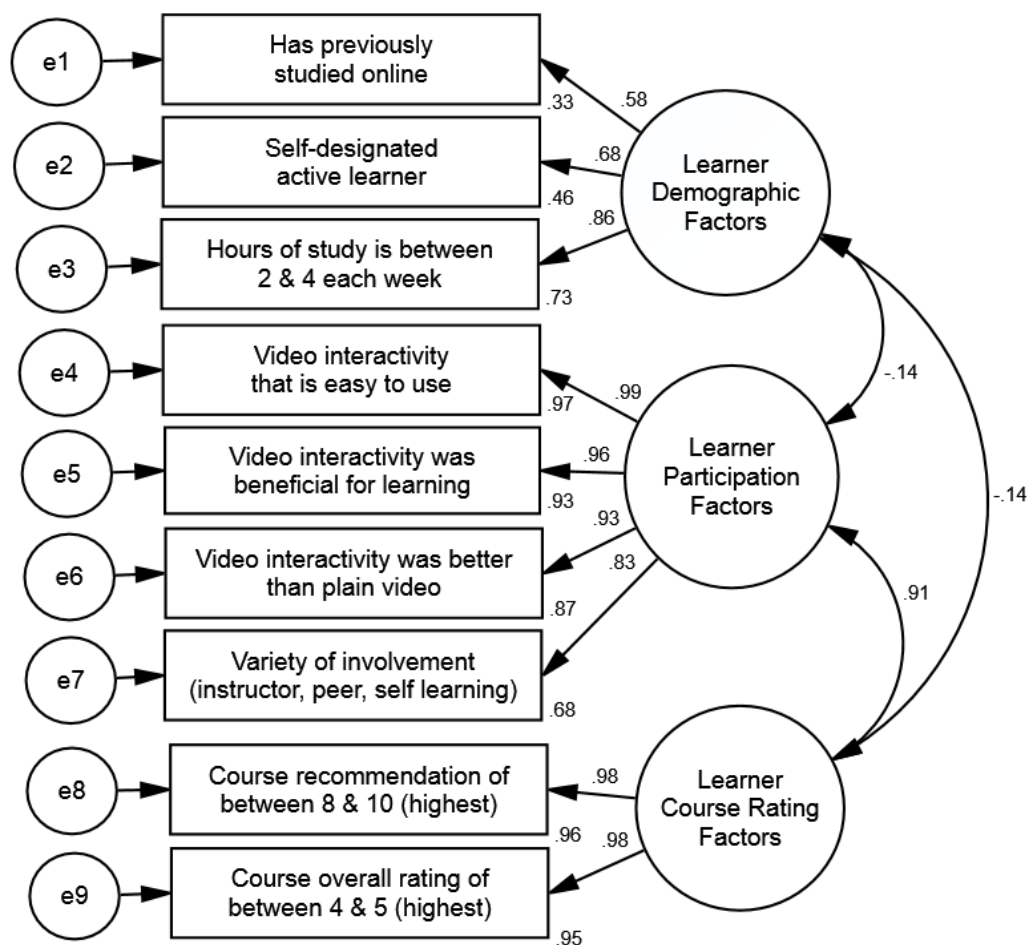 e1
Has previously
studied online
.33
.58
e2
Self-designated
active learner
.46
.68
Learner
Demographic
Factors
e3
Hours of study is between
2 & 4 each week
.73
.86
e4
Video interactivity
that is easy to use
.97
.99
-.14
e5
Video interactivity was
beneficial for learning
.93
.96
Learner
Participation
Factors
-.14
e6
Video interactivity was better
than plain video
.87
.93
e7
Variety of involvement
(instructor, peer, self learning)
.68
.83
.91
e8
Course recommendation of
between 8 & 10 (highest)
.96
.98
Learner
Course Rating
Factors
e9
Course overall rating of
between 4 & 5 (highest)
.95
.98